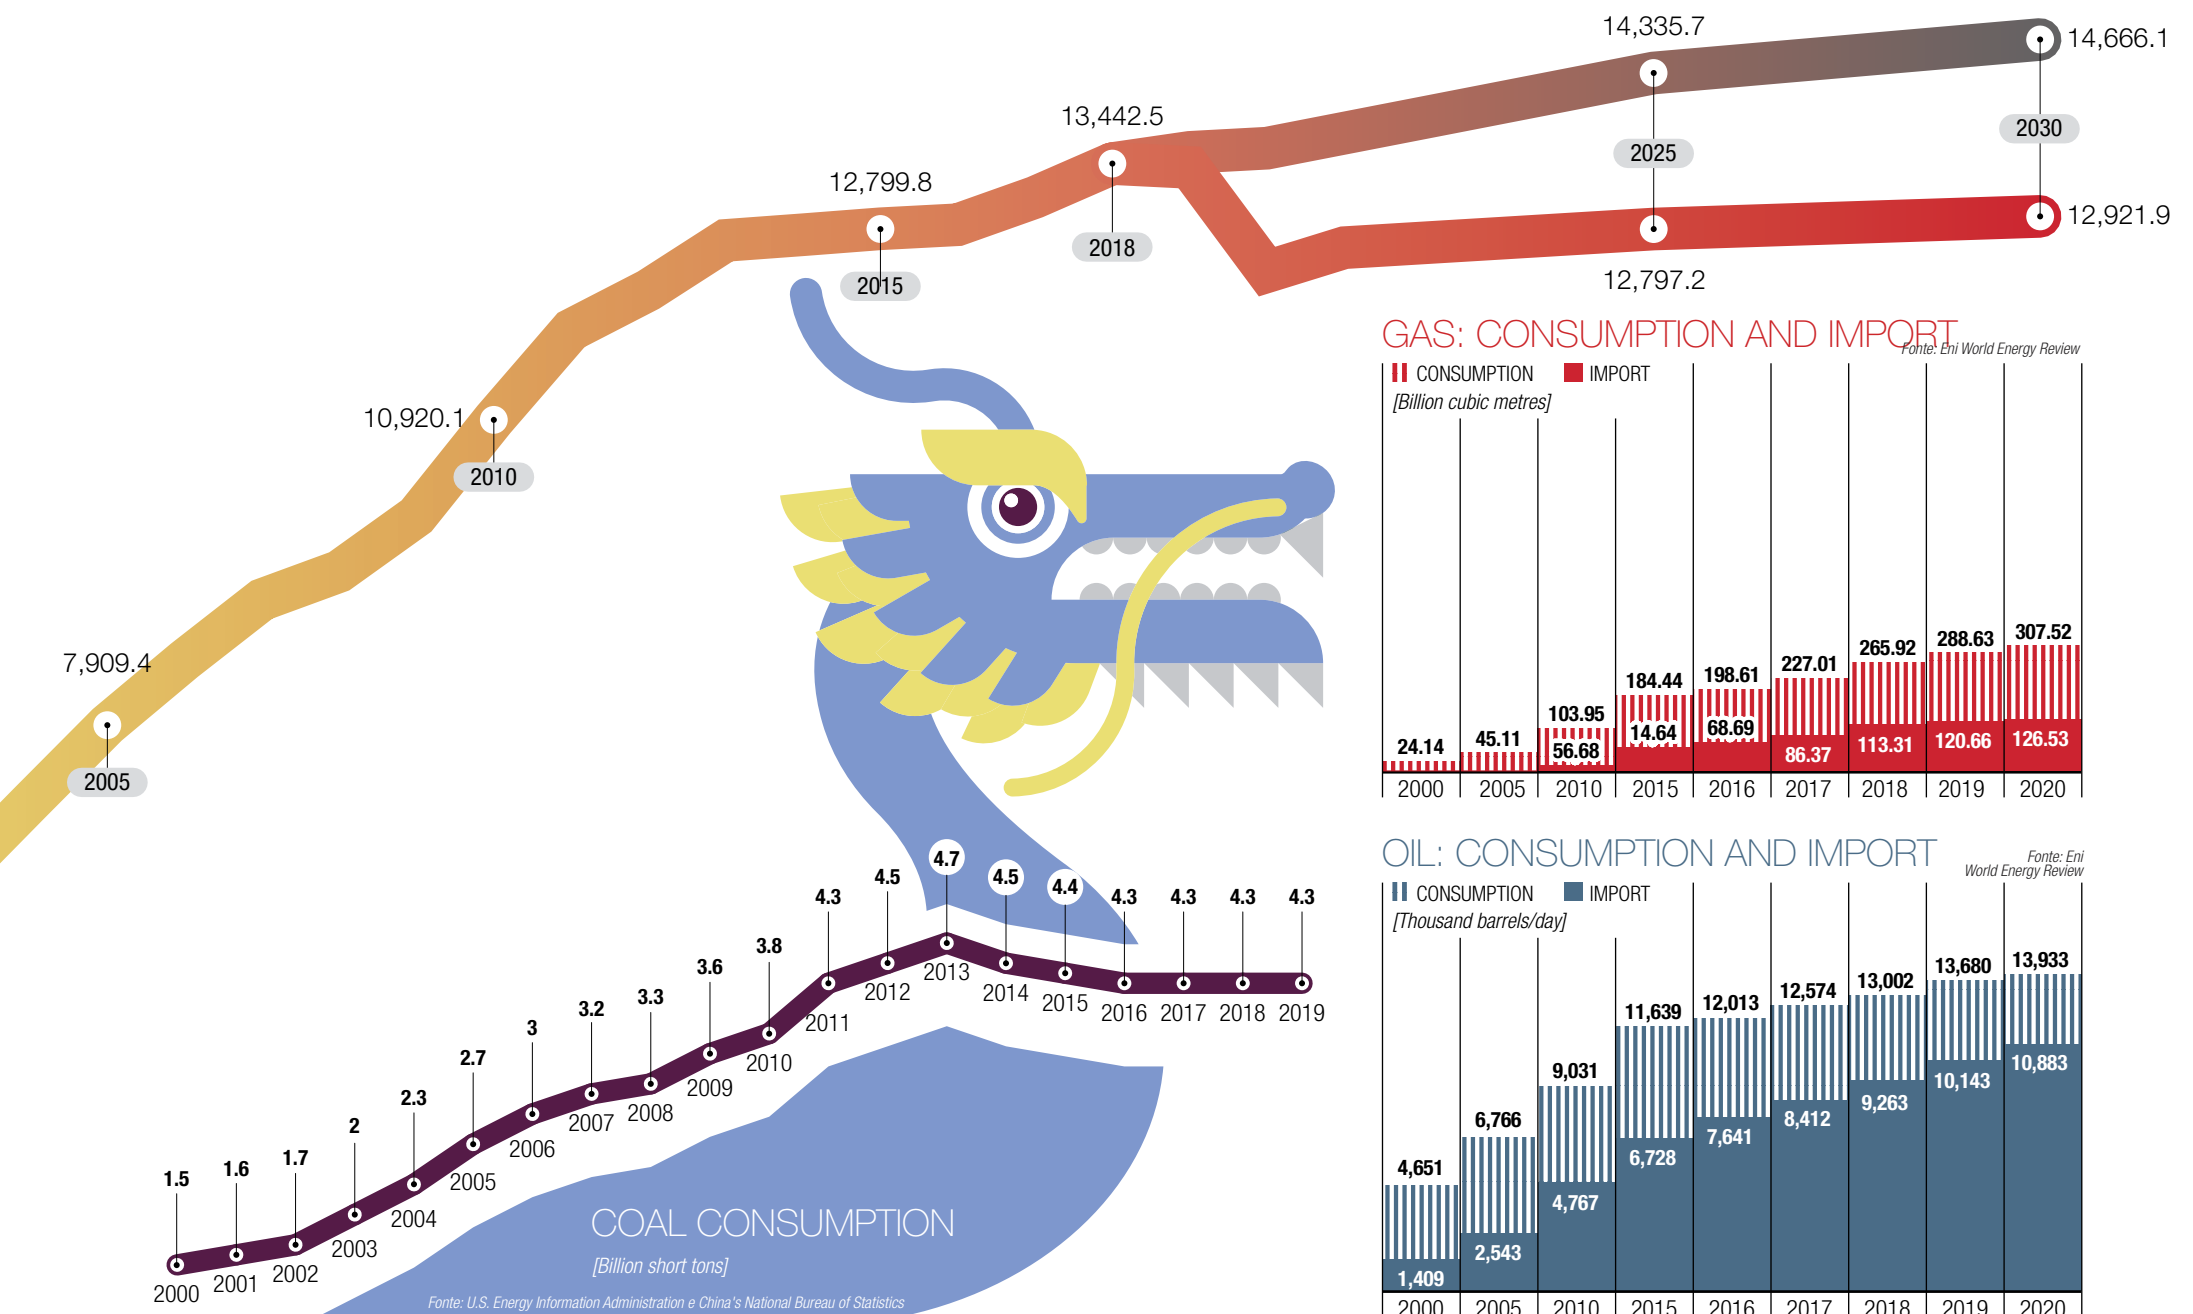 14,335.7
14,666.1
13,442.5
2030
2025
12,799.8
12,921.9
2018
2015
12,797.2
10,920.1
2010
7,909.4
2005
GAS: CONSUMPTION AND IMPORT
Fonte: Eni World Energy Review
CONSUMPTION IMPORT
[Billion cubic metres]
24.14 45.11 103.95 184.44 198.61 227.01 265.92 288.63 307.52
56.68 14.64 68.69 86.37 113.31 120.66 126.53
2000 2005 2010 2015 2016 2017 2018 2019 2020
OIL: CONSUMPTION AND IMPORT
Fonte: Eni
World Energy Review
CONSUMPTION IMPORT
[Thousand barrels/day]
4,651 6,766 9,031 11,639 12,013 12,574 13,002 13,680 13,933
1,409 2,543 4,767 6,728 7,641 8,412 9,263 10,143 10,883
2000 2005 2010 2015 2016 2017 2018 2019 2020
1.5 1.6 1.7 2 2.3 2.7 3 3.2 3.3 3.6 3.8 4.3 4.5 4.7 4.5 4.4 4.3 4.3 4.3 4.3
2000 2001 2002 2003 2004 2005 2006 2007 2008 2009 2010 2011 2012 2013 2014 2015 2016 2017 2018 2019
COAL CONSUMPTION
[Billion short tons]
Fonte: U.S. Energy Information Administration e China's National Bureau of Statistics